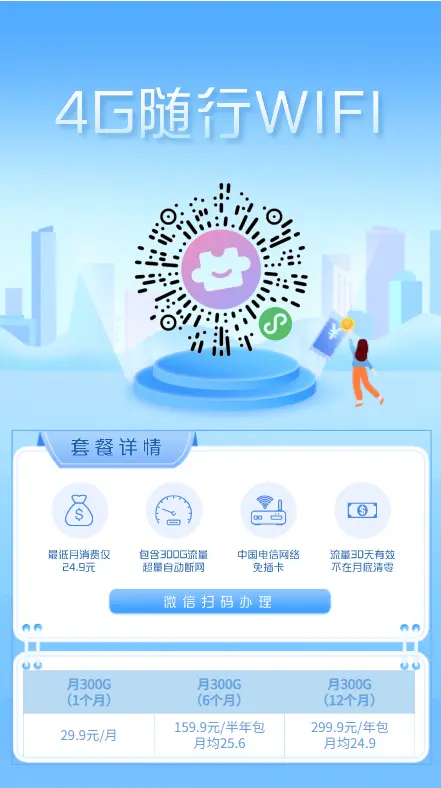 4G随行WIFI
套餐详情
最低月消费仅
24.9元
包含300G流量
超量自动断网
中国电信网络
免插卡
流量30天有效
不在月底清零
微信扫码办理
月300G
（1个月）
月300G
（6个月）
月300G
（12个月）
29.9元/月
159.9元/半年包
月均25.6
299.9元/年包
月均24.9